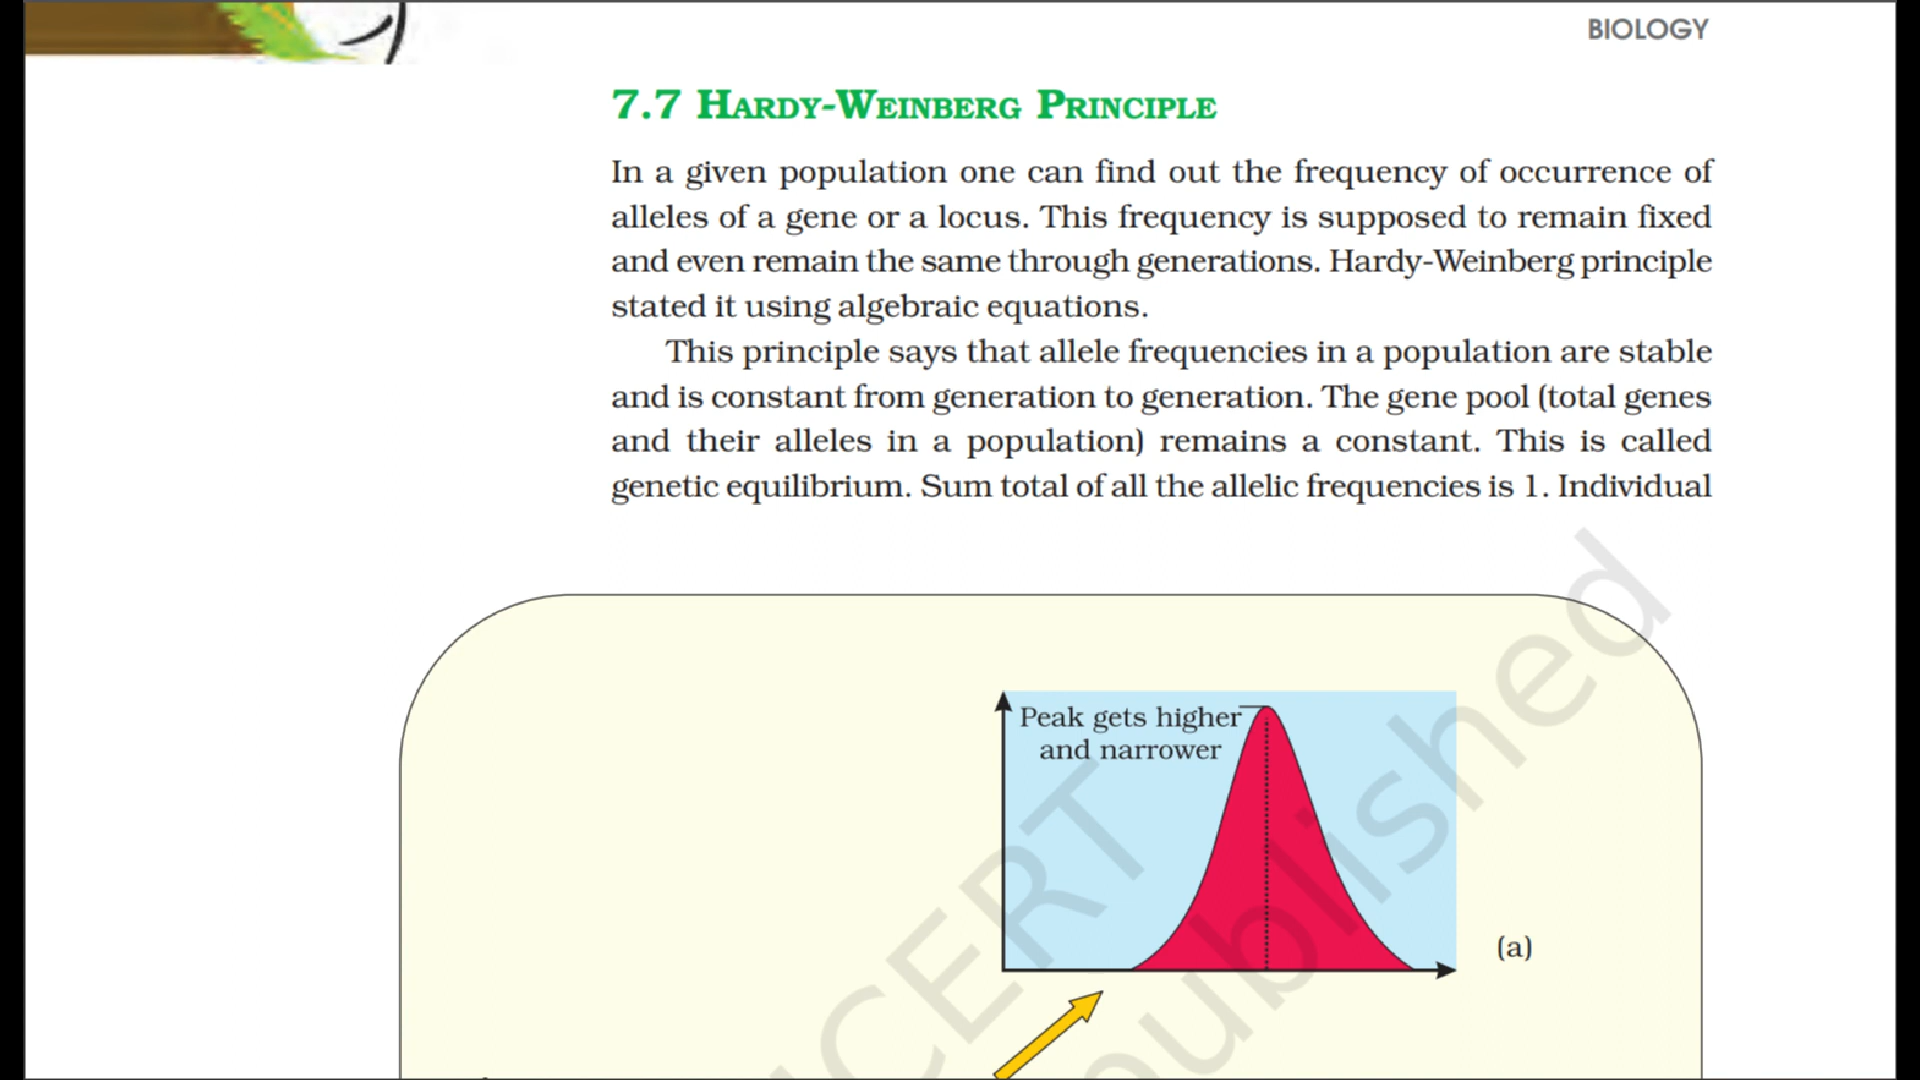 BIOLOGY
7.7 HARDY-WEINBERG PRINCIPLE
In a given population one can find out the frequency of occurrence of
alleles of a gene or a locus. This frequency is supposed to remain fixed
and even remain the same through generations. Hardy-Weinberg principle
stated it using algebraic equations.
This principle says that allele frequencies in a population are stable
and is constant from generation to generation. The gene pool (total genes
and their alleles in a population) remains a constant. This is called
genetic equilibrium. Sum total of all the allelic frequencies is 1. Individual
Peak gets higher
and narrower
(a)
CERT
published